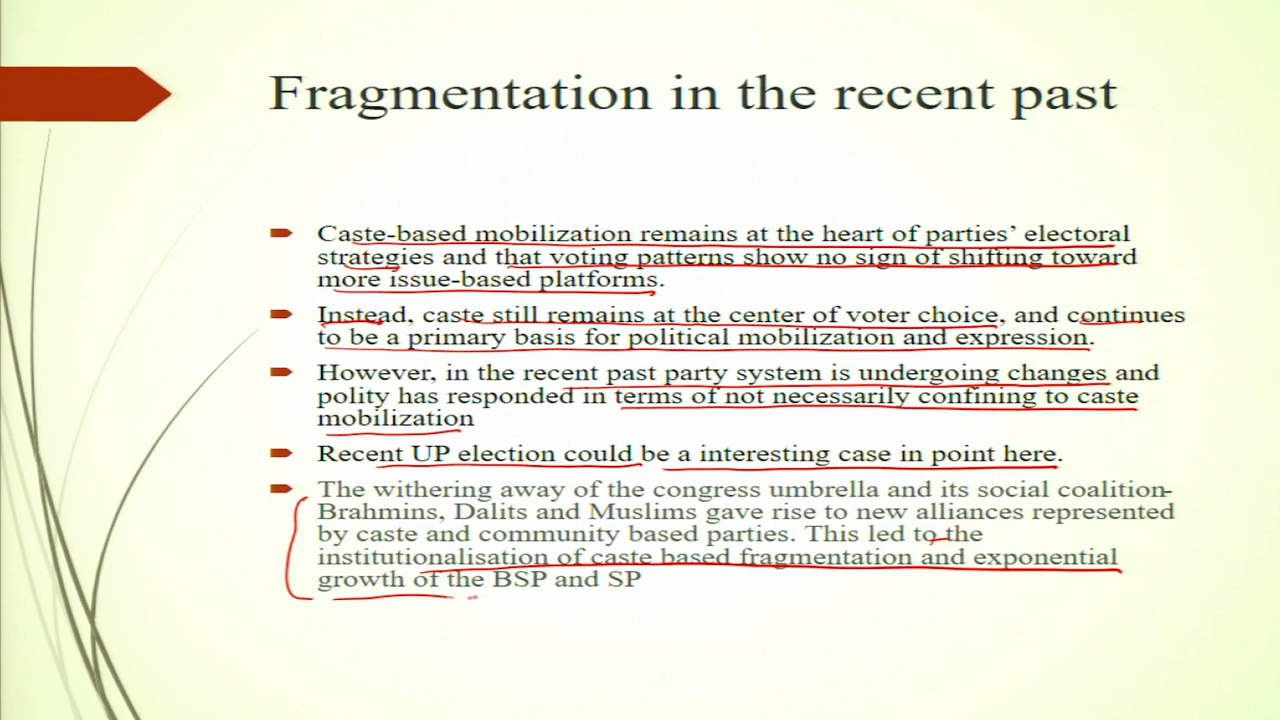 Fragmentation in the recent past
Caste-based mobilization remains at the heart of parties’ electoral
strategies and that voting patterns show no sign of shifting toward
more issue-based platforms.
Instead, caste still remains at the center of voter choice, and continues
to be a primary basis for political mobilization and expression.
However, in the recent past party system is undergoing changes and
polity has responded in terms of not necessarily confining to caste
mobilization
Recent UP election could be a interesting case in point here.
The withering away of the congress umbrella and its social coalition-
Brahmins, Dalits and Muslims gave rise to new alliances represented
by caste and community based parties. This led to the
institutionalisation of caste based fragmentation and exponential
growth of the BSP and SP